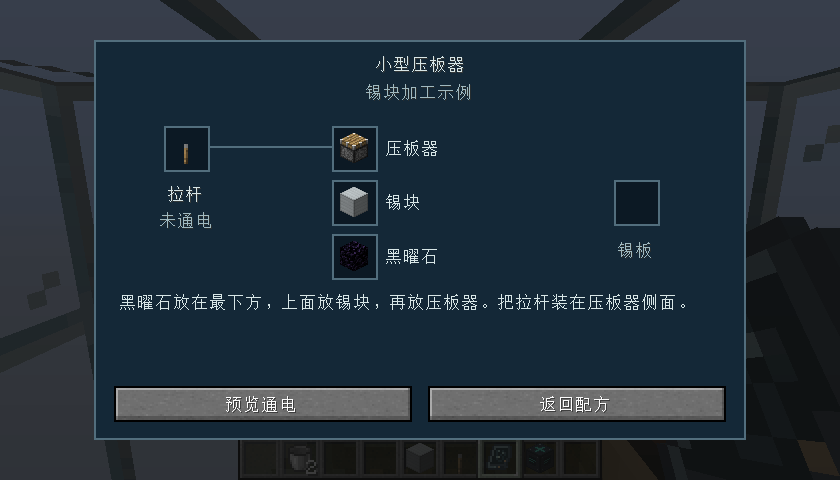 小型压板器
锡块加工示例
压板器
拉杆
未通电
锡块
锡板
黑曜石
黑曜石放在最下方，上面放锡块，再放压板器。把拉杆装在压板器侧面。
预览通电
返回配方
2